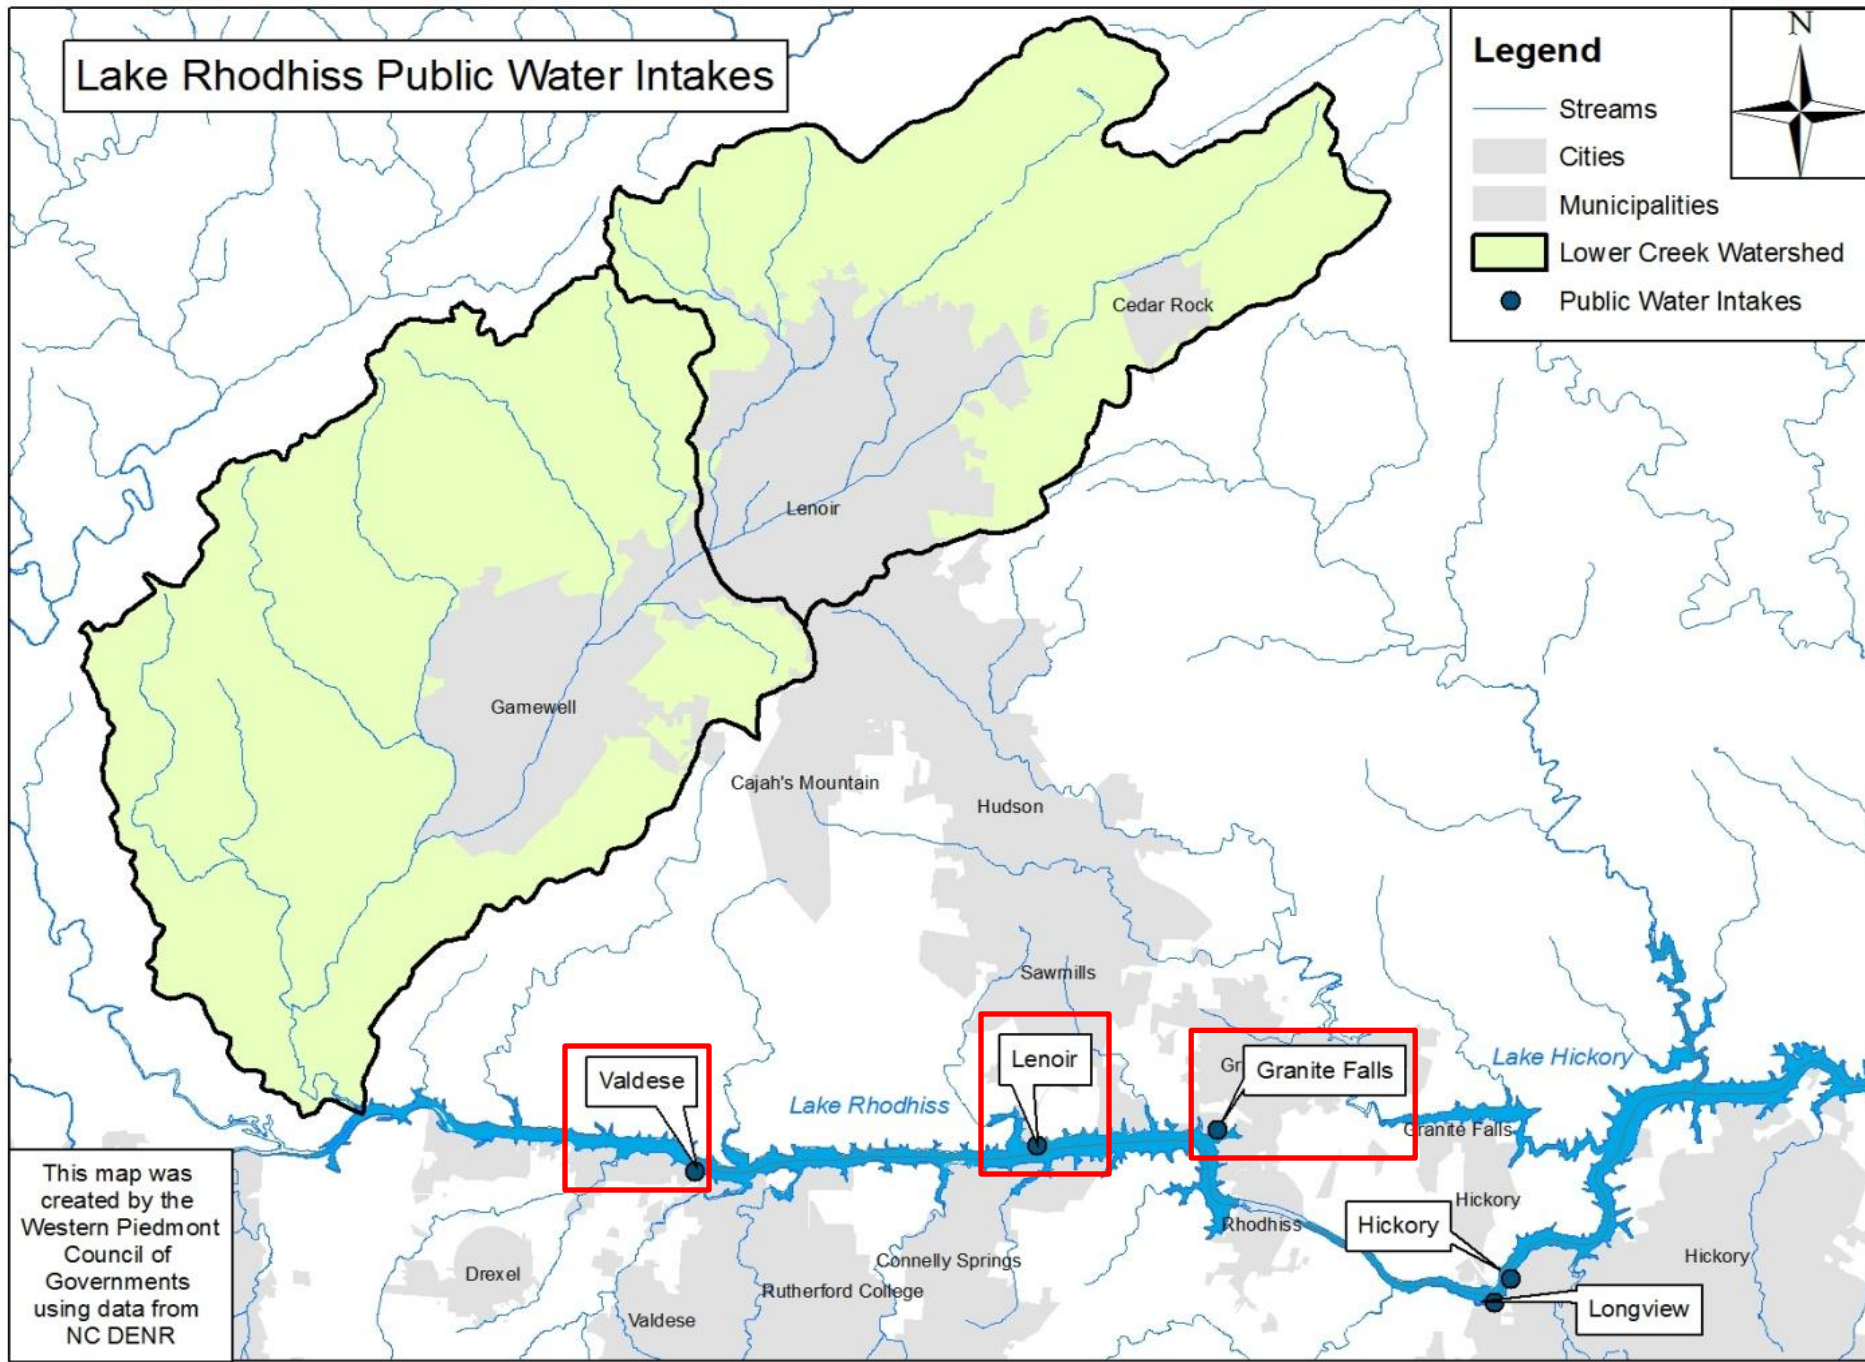 Lake Rhodhiss Public Water Intakes
Legend
Streams
Cities
Municipalities
Lower Creek Watershed
Public Water Intakes
N
Cedar Rock
Lenoir
Gamewell
Cajah's Mountain
Hudson
Sawmills
Valdese
Lenoir
Gr
Granite Falls
Lake Hickory
Lake Rhodhiss
Granite Falls
Hickory
Rhodhiss
Hickory
Hickory
Connelly Springs
Drexel
Rutherford College
Valdese
Longview
This map was
created by the
Western Piedmont
Council of
Governments
using data from
NC DENR